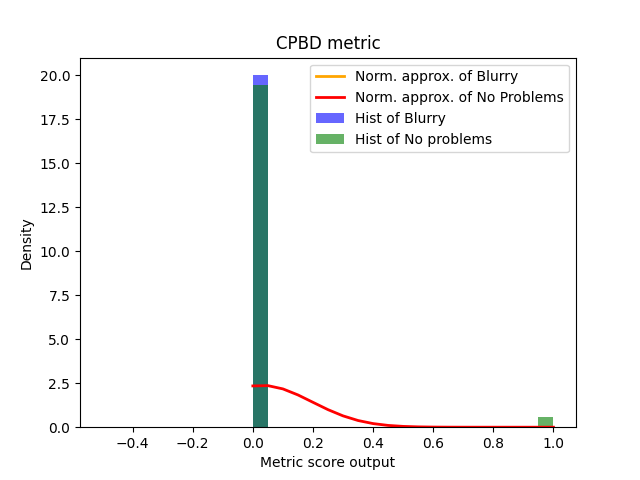 CPBD metric
Norm. approx. of Blurry
Norm. approx. of No Problems
Hist of Blurry
Hist of No problems
Density
20.0
17.5
15.0
12.5
10.0
7.5
5.0
2.5
0.0
−0.4 −0.2 0.0 0.2 0.4 0.6 0.8 1.0
Metric score output